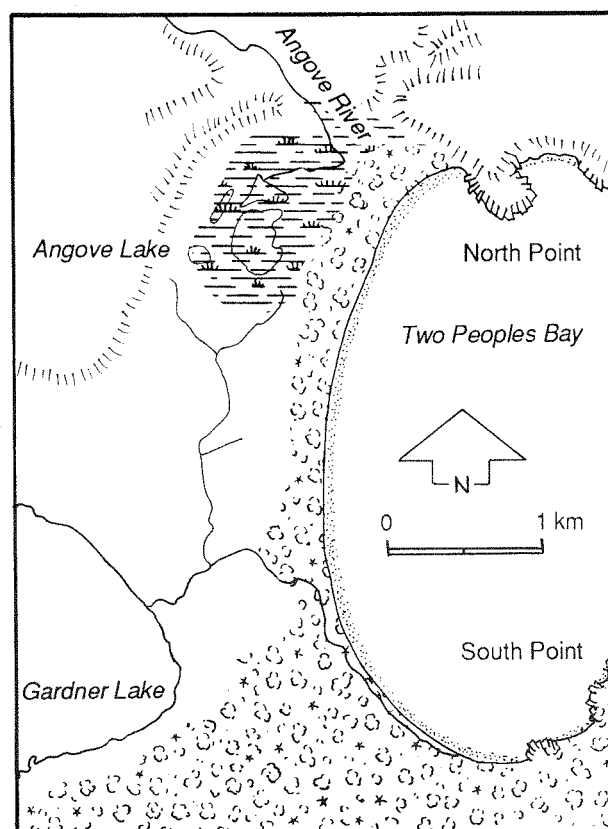 Angove River
Angove Lake
North Point
Two Peoples Bay
N
0 1 km
South Point
Gardner Lake